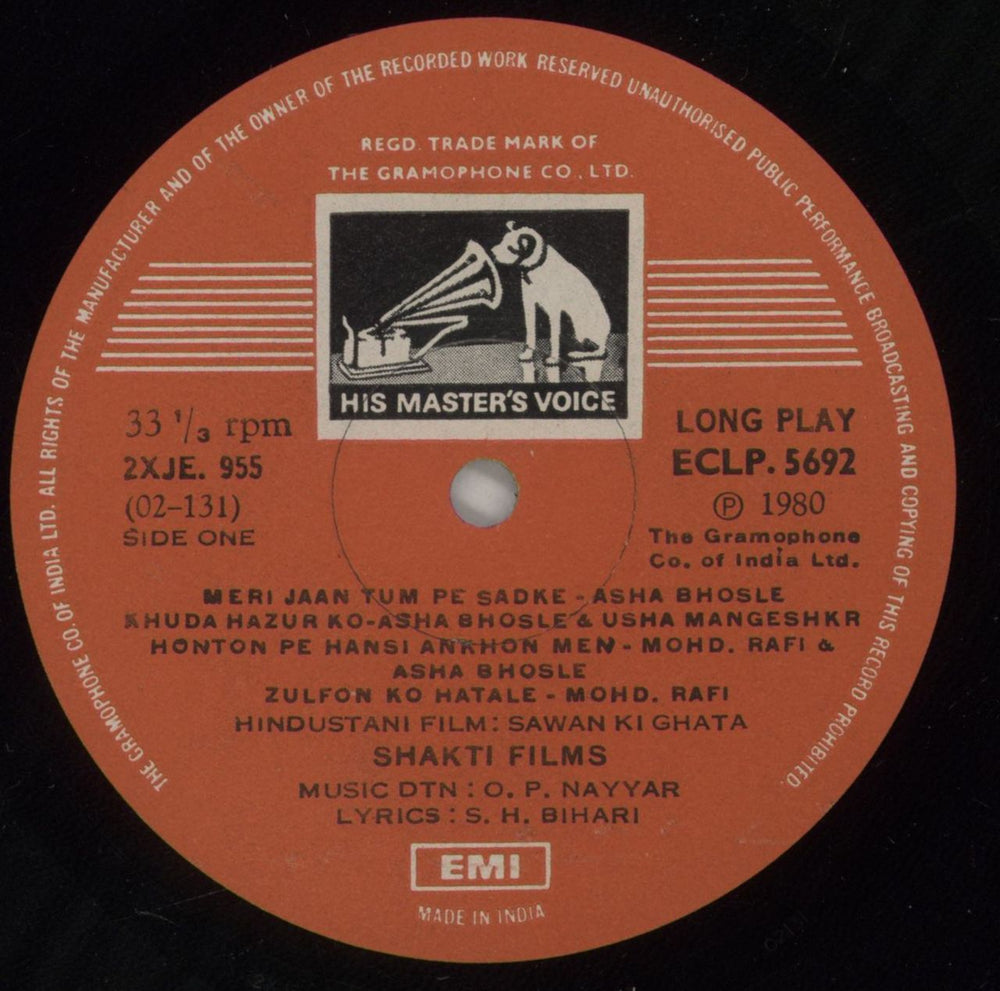 THE GRAMOPHONE CO. OF INDIA LTD. ALL RIGHTS OF THE MANUFACTURER AND OF THE OWNER OF THE RECORDED WORK RESERVED UNAUTHORISED PUBLIC PERFORMANCE BROADCASTING AND COPYING OF THIS RECORD PROHIBITED.
REGD. TRADE MARK OF
THE GRAMOPHONE CO., LTD.
HIS MASTER'S VOICE
33 1/3 rpm
2XJE. 955
(02-131)
SIDE ONE
LONG PLAY
ECLP. 5692
℗ 1980
The Gramophone
Co. of India Ltd.
MERI JAAN TUM PE SADKE - ASHA BHOSLE
KHUDA HAZUR KO-ASHA BHOSLE & USHA MANGESHKR
HONTON PE HANSI ANKHON MEN - MOHD. RAFI &
ASHA BHOSLE
ZULFON KO HATALE - MOHD. RAFI
HINDUSTANI FILM: SAWAN KI GHATA
SHAKTI FILMS
MUSIC DTN : O. P. NAYYAR
LYRICS : S. H. BIHARI
EMI
MADE IN INDIA